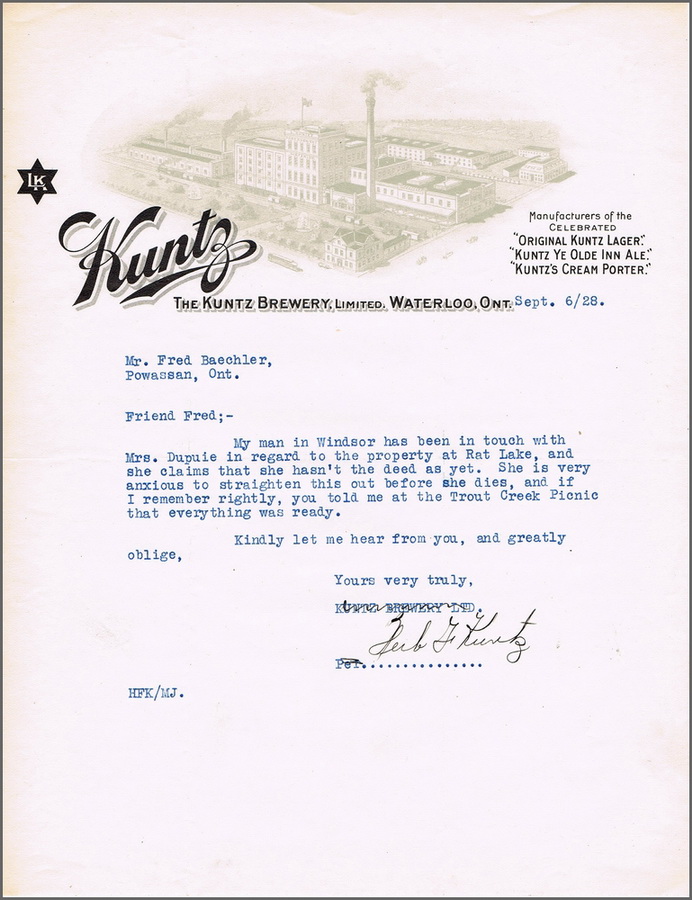 LK
Kuntz
Manufacturers of the
CELEBRATED
"ORIGINAL KUNTZ LAGER."
"KUNTZ YE OLDE INN ALE."
"KUNTZ'S CREAM PORTER."
THE KUNTZ BREWERY, LIMITED. WATERLOO, ONT. Sept. 6/28.
Mr. Fred Baechler,
Powassan, Ont.
Friend Fred;-
My man in Windsor has been in touch with
Mrs. Dupuie in regard to the property at Rat Lake, and
she claims that she hasn't the deed as yet. She is very
anxious to straighten this out before she dies, and if
I remember rightly, you told me at the Trout Creek Picnic
that everything was ready.
Kindly let me hear from you, and greatly
oblige,
Yours very truly,
KUNTZ BREWERY LTD.
Herb F Kuntz
Per................
HFK/MJ.